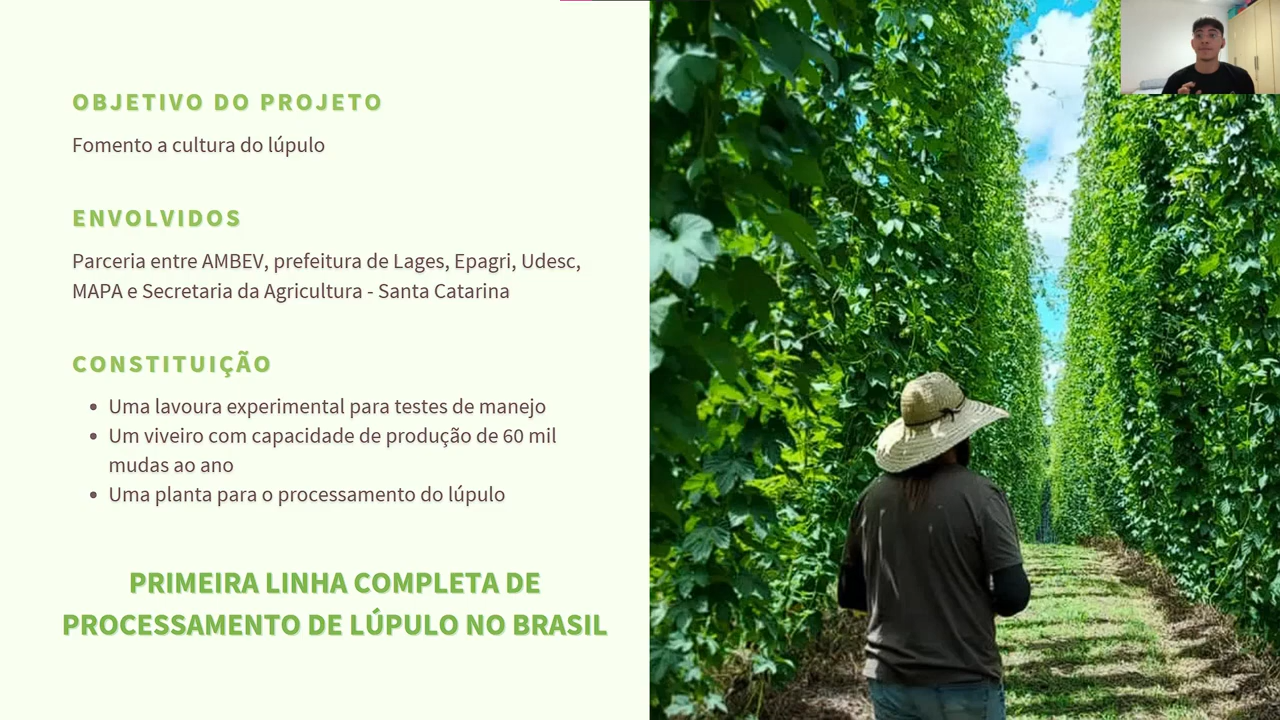 OBJETIVO DO PROJETO
Fomento a cultura do lúpulo
ENVOLVIDOS
Parceria entre AMBEV, prefeitura de Lages, Epagri, Udesc,
MAPA e Secretaria da Agricultura - Santa Catarina
CONSTITUIÇÃO
• Uma lavoura experimental para testes de manejo
• Um viveiro com capacidade de produção de 60 mil
mudas ao ano
• Uma planta para o processamento do lúpulo
PRIMEIRA LINHA COMPLETA DE
PROCESSAMENTO DE LÚPULO NO BRASIL